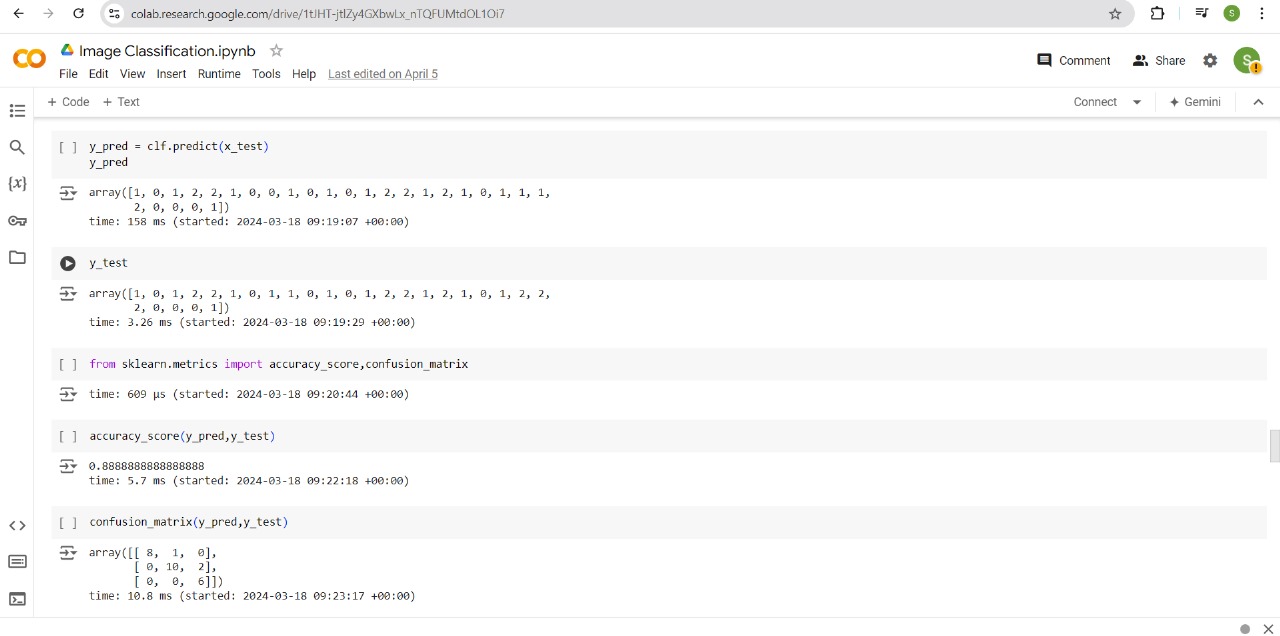 colab.research.google.com/drive/1tJHT-jtlZy4GXbwLx_nTQFUMtdOL1Oi7
Image Classification.ipynb
File Edit View Insert Runtime Tools Help Last edited on April 5
Comment Share S
+ Code + Text Connect Gemini
[ ] y_pred = clf.predict(x_test)
y_pred
array([1, 0, 1, 2, 2, 1, 0, 0, 1, 0, 1, 0, 1, 2, 2, 1, 2, 1, 0, 1, 1, 1,
2, 0, 0, 0, 1])
time: 158 ms (started: 2024-03-18 09:19:07 +00:00)
y_test
array([1, 0, 1, 2, 2, 1, 0, 1, 1, 0, 1, 0, 1, 2, 2, 1, 2, 1, 0, 1, 2, 2,
2, 0, 0, 0, 1])
time: 3.26 ms (started: 2024-03-18 09:19:29 +00:00)
[ ] from sklearn.metrics import accuracy_score,confusion_matrix
time: 609 µs (started: 2024-03-18 09:20:44 +00:00)
[ ] accuracy_score(y_pred,y_test)
0.8888888888888888
time: 5.7 ms (started: 2024-03-18 09:22:18 +00:00)
[ ] confusion_matrix(y_pred,y_test)
array([[ 8, 1, 0],
[ 0, 10, 2],
[ 0, 0, 6]])
time: 10.8 ms (started: 2024-03-18 09:23:17 +00:00)